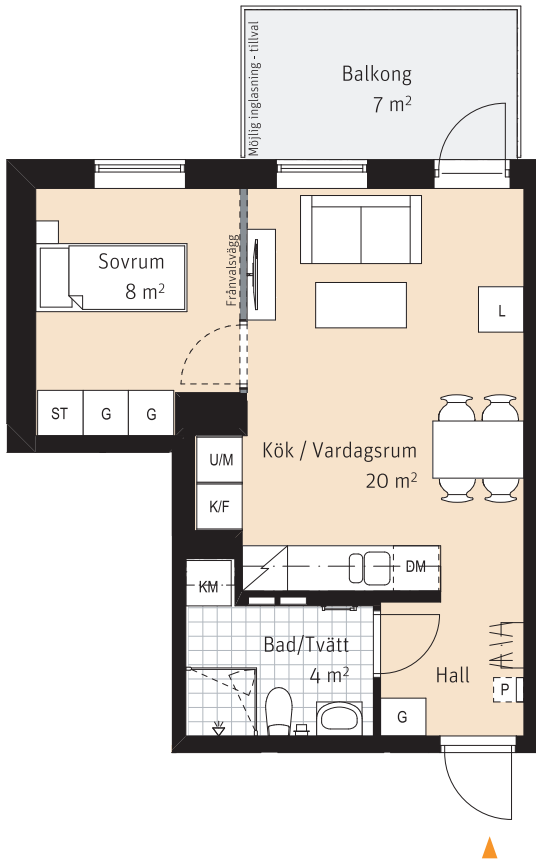 Möjlig inglasning - tillval
Balkong
7 m²
Sovrum
8 m²
Frånvalsvägg
L
ST
G
G
U/M
K/F
Kök / Vardagsrum
20 m²
DM
KM
Bad/Tvätt
4 m²
Hall
P
G